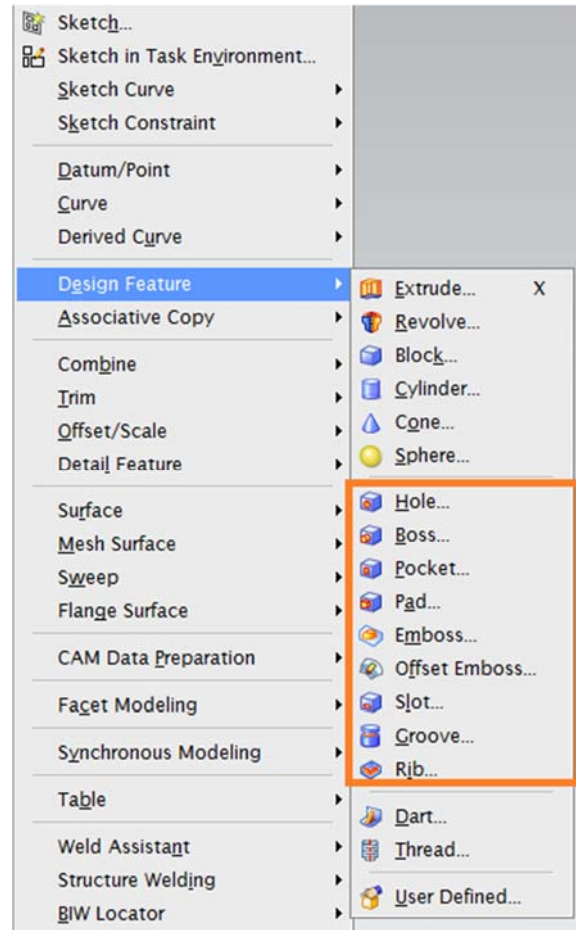 Sketch...
Sketch in Task Environment...
Sketch Curve
Sketch Constraint
Datum/Point
Curve
Derived Curve
Design Feature
Associative Copy
Combine
Trim
Offset/Scale
Detail Feature
Surface
Mesh Surface
Sweep
Flange Surface
CAM Data Preparation
Facet Modeling
Synchronous Modeling
Table
Weld Assistant
Structure Welding
BIW Locator
Extrude... X
Revolve...
Block...
Cylinder...
Cone...
Sphere...
Hole...
Boss...
Pocket...
Pad...
Emboss...
Offset Emboss...
Slot...
Groove...
Rib...
Dart...
Thread...
User Defined...